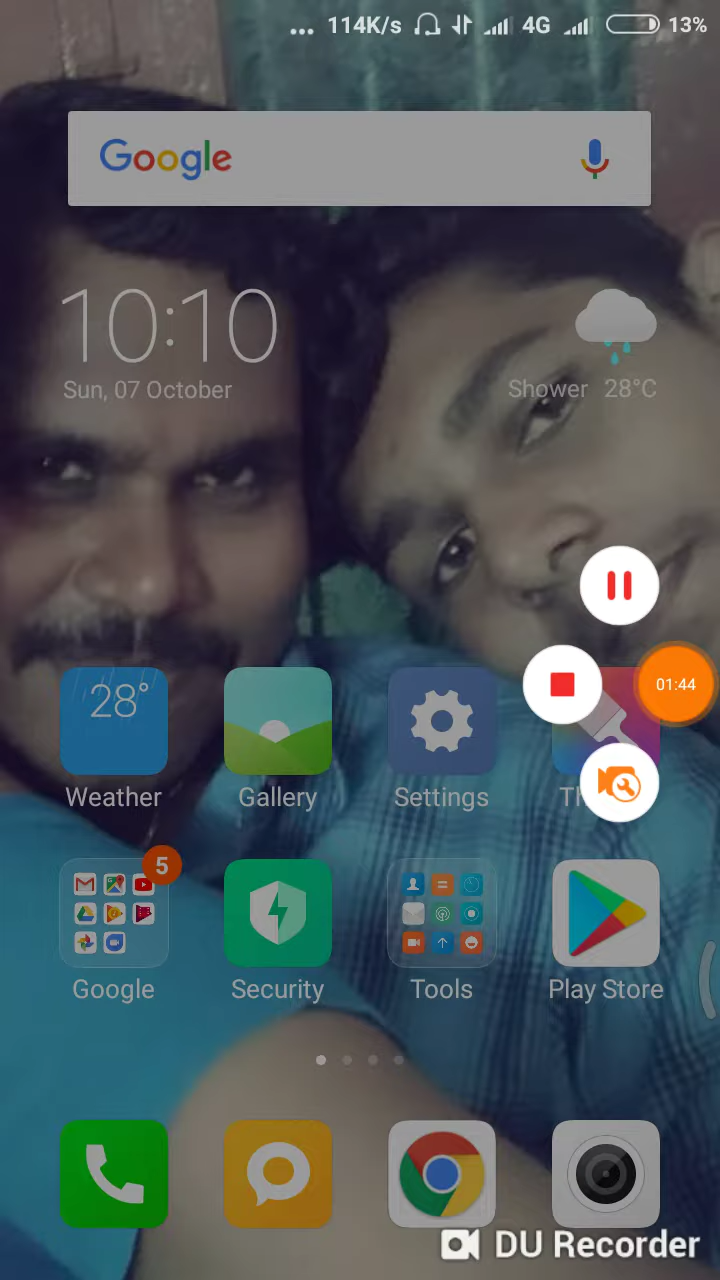 ... 114K/s 4G 13%
Google
10:10
Sun, 07 October
Shower 28°C
28°
01:44
Weather Gallery Settings Th
5
Google Security Tools Play Store
DU Recorder